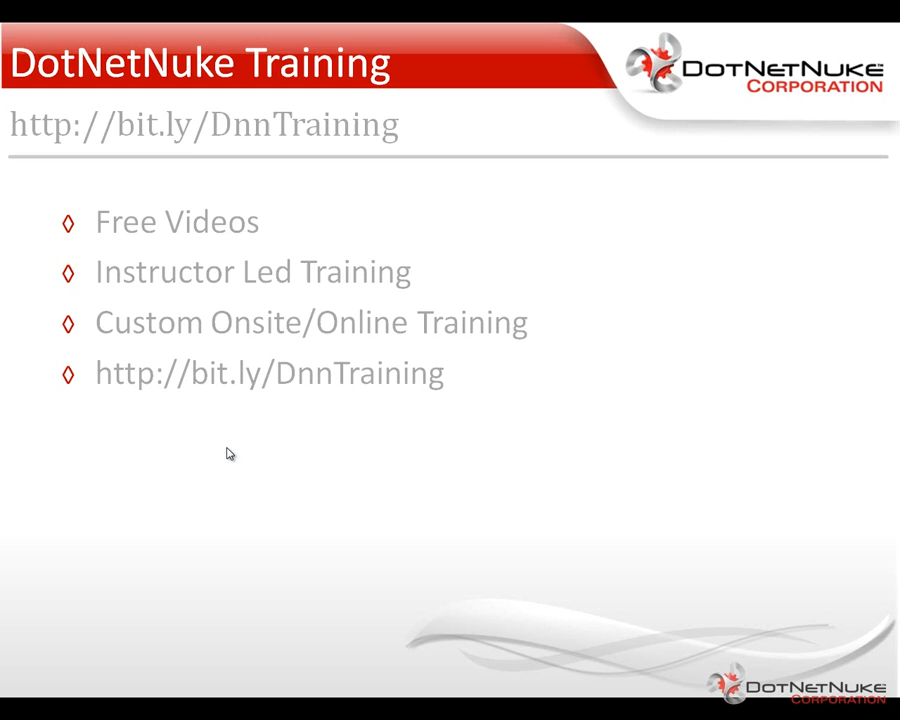 DotNetNuke Training
DOTNETNUKE
CORPORATION
http://bit.ly/DnnTraining
Free Videos
Instructor Led Training
Custom Onsite/Online Training
http://bit.ly/DnnTraining
DOTNETNUKE
CORPORATION